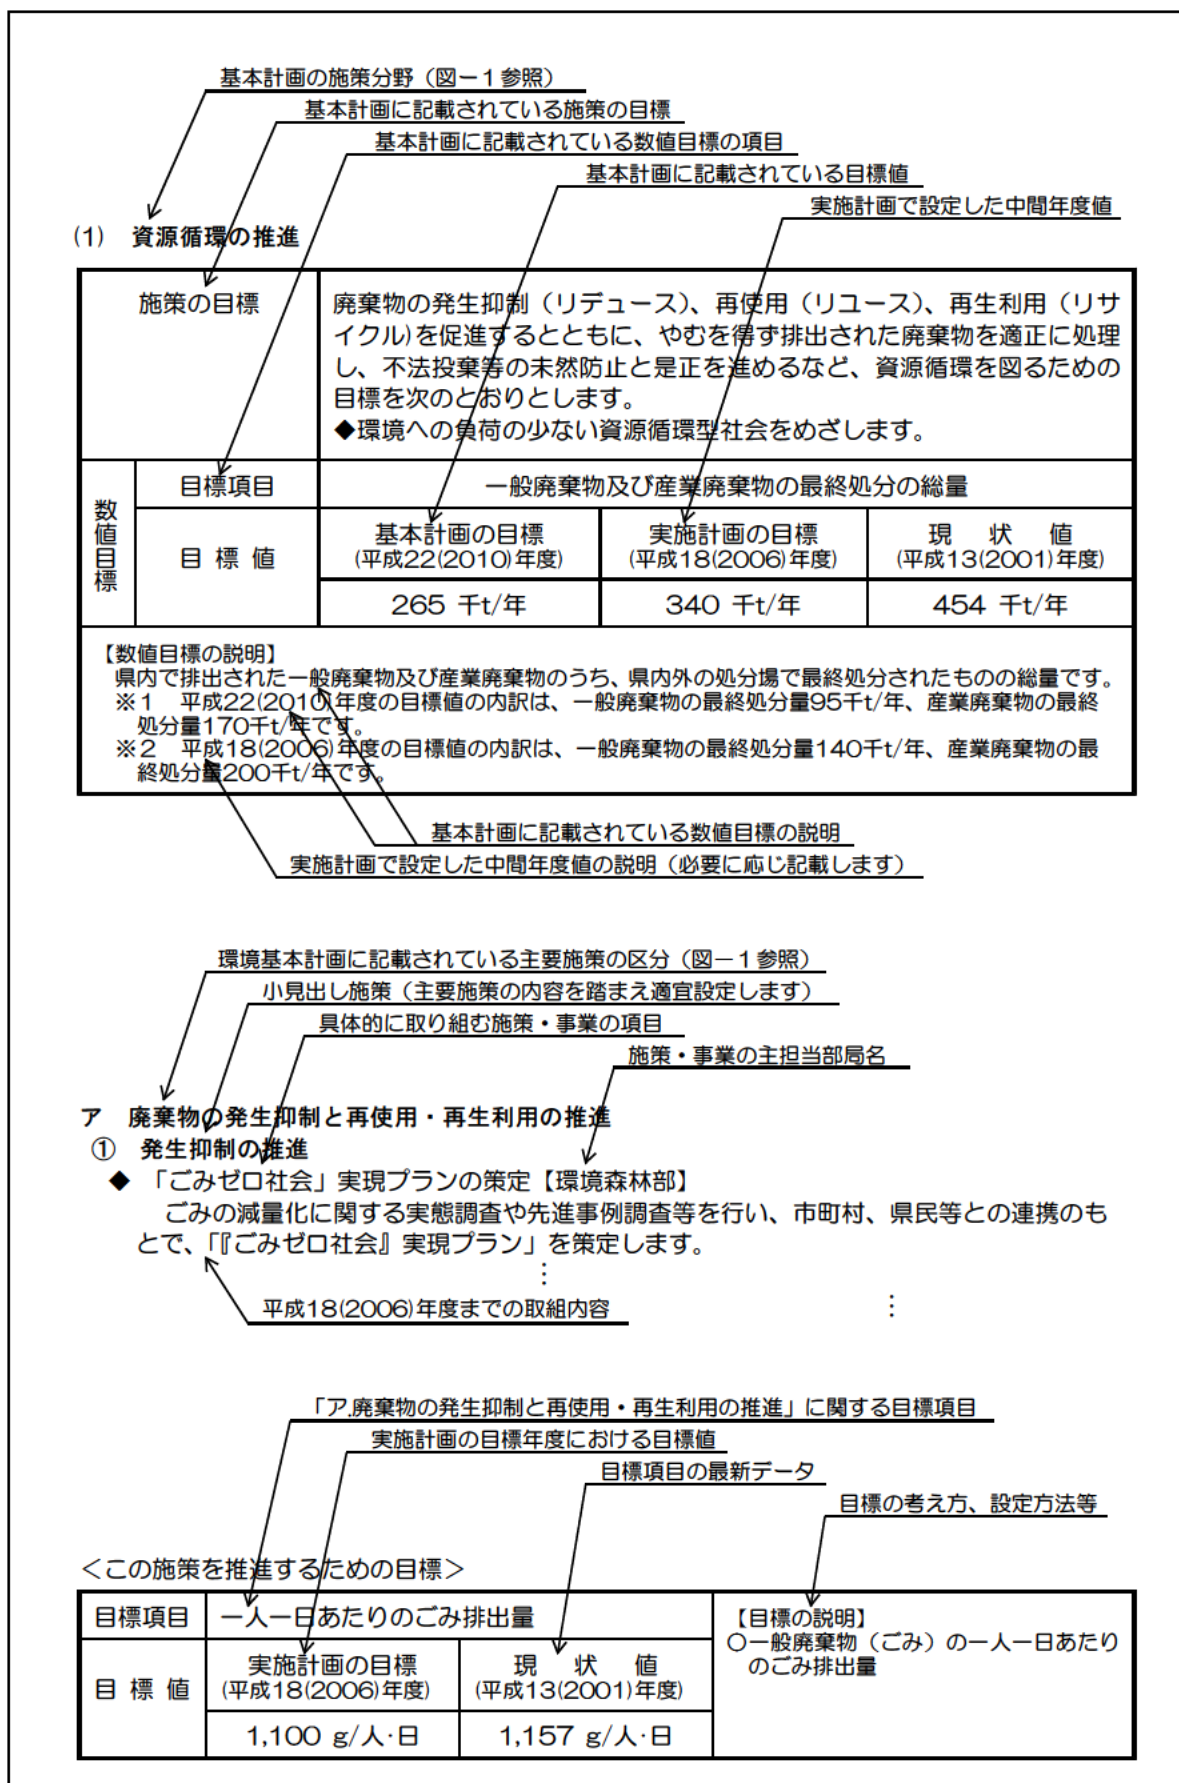 基本計画の施策分野（図－１参照）
基本計画に記載されている施策の目標
基本計画に記載されている数値目標の項目
基本計画に記載されている目標値
実施計画で設定した中間年度値
(1)　資源循環の推進
施策の目標
廃棄物の発生抑制（リデュース）、再使用（リユース）、再生利用（リサ
イクル)を促進するとともに、やむを得ず排出された廃棄物を適正に処理
し、不法投棄等の未然防止と是正を進めるなど、資源循環を図るための
目標を次のとおりとします。
◆環境への負荷の少ない資源循環型社会をめざします。
数値目標
目標項目
一般廃棄物及び産業廃棄物の最終処分の総量
目 標 値
基本計画の目標
(平成22(2010)年度)
実施計画の目標
(平成18(2006)年度)
現　状　値
(平成13(2001)年度)
265 千t/年
340 千t/年
454 千t/年
【数値目標の説明】
県内で排出された一般廃棄物及び産業廃棄物のうち、県内外の処分場で最終処分されたものの総量です。
※１　平成22(2010)年度の目標値の内訳は、一般廃棄物の最終処分量95千t/年、産業廃棄物の最終
処分量170千t/年です。
※２　平成18(2006)年度の目標値の内訳は、一般廃棄物の最終処分量140千t/年、産業廃棄物の最
終処分量200千t/年です。
基本計画に記載されている数値目標の説明
実施計画で設定した中間年度値の説明（必要に応じ記載します）
環境基本計画に記載されている主要施策の区分（図－１参照）
小見出し施策（主要施策の内容を踏まえ適宜設定します）
具体的に取り組む施策・事業の項目
施策・事業の主担当部局名
ア　廃棄物の発生抑制と再使用・再生利用の推進
①　発生抑制の推進
◆　「ごみゼロ社会」実現プランの策定【環境森林部】
ごみの減量化に関する実態調査や先進事例調査等を行い、市町村、県民等との連携のも
とで、「『ごみゼロ社会』実現プラン」を策定します。
⋮
平成18(2006)年度までの取組内容
⋮
「ア.廃棄物の発生抑制と再使用・再生利用の推進」に関する目標項目
実施計画の目標年度における目標値
目標項目の最新データ
目標の考え方、設定方法等
＜この施策を推進するための目標＞
目標項目
一人一日あたりのごみ排出量
【目標の説明】
○一般廃棄物（ごみ）の一人一日あたり
のごみ排出量
目 標 値
実施計画の目標
(平成18(2006)年度)
現　状　値
(平成13(2001)年度)
1,100 g/人・日
1,157 g/人・日